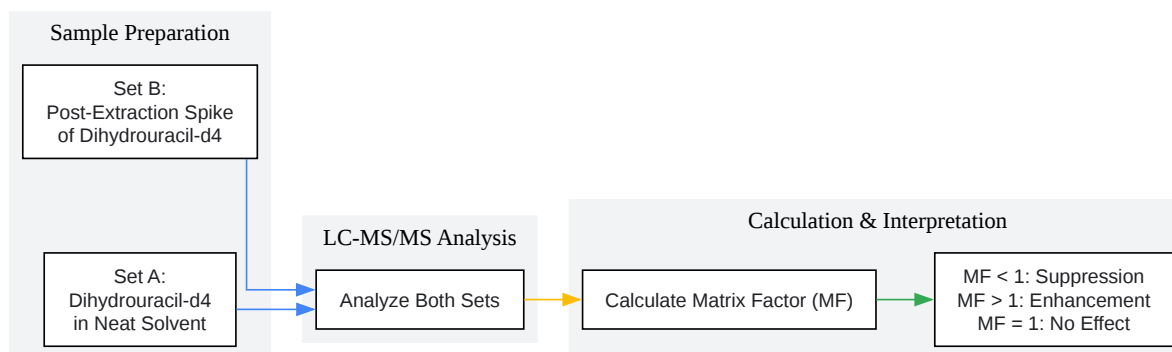 Sample Preparation
Set B:
Post-Extraction Spike
of Dihydrouracil-d4
Set A:
Dihydrouracil-d4
in Neat Solvent
LC-MS/MS Analysis
Analyze Both Sets
Calculation & Interpretation
Calculate Matrix Factor (MF)
MF < 1: Suppression
MF > 1: Enhancement
MF = 1: No Effect